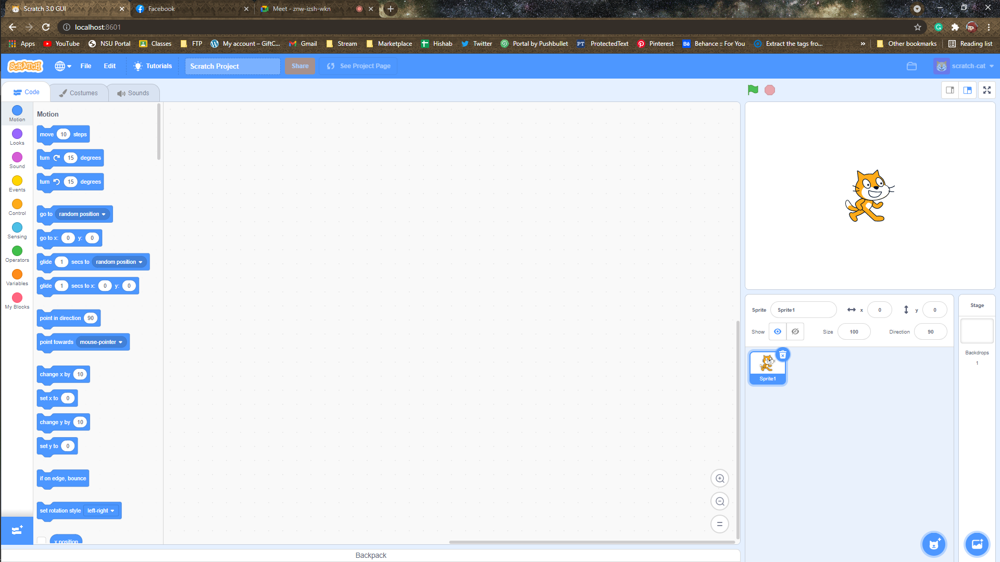 Scratch 3.0 GUI
Facebook
Meet - znw-izsh-wkn
localhost:8601
Apps YouTube NSU Portal Classes FTP My account – GiftC... Gmail Stream Marketplace Hishab Twitter Portal by Pushbullet ProtectedText Pinterest Behance :: For You Extract the tags fro... » Other bookmarks Reading list
SCRATCH File Edit Tutorials Scratch Project Share See Project Page scratch-cat
Code Costumes Sounds
Motion
Looks
Sound
Events
Control
Sensing
Operators
Variables
My Blocks
Motion
move 10 steps
turn 15 degrees
turn 15 degrees
go to random position
go to x: 0 y: 0
glide 1 secs to random position
glide 1 secs to x: 0 y: 0
point in direction 90
point towards mouse-pointer
change x by 10
set x to 0
change y by 10
set y to 0
if on edge, bounce
set rotation style left-right
x position
Backpack
Sprite Sprite1 x 0 y 0
Show Size 100 Direction 90
Sprite1
Stage
Backdrops
1